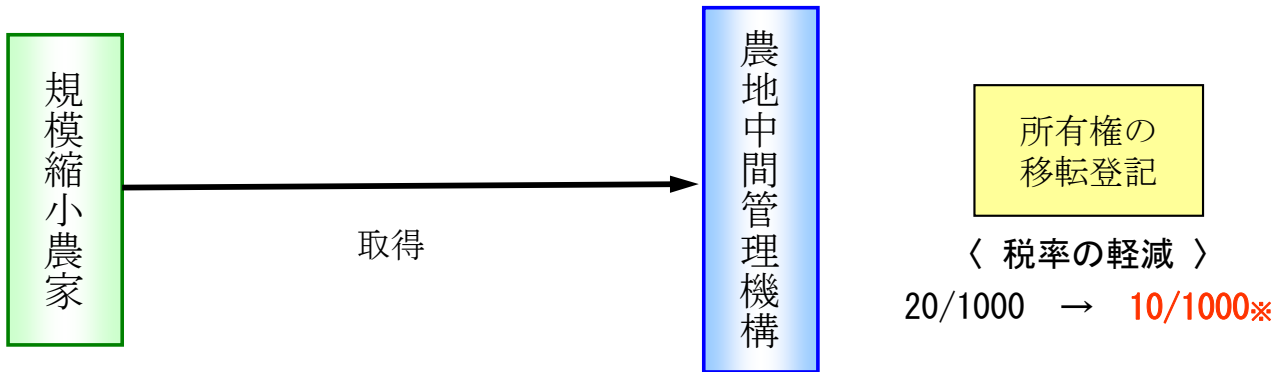 規模縮小農家
取得
農地中間管理機構
所有権の
移転登記
〈 税率の軽減 〉
20/1000 → 10/1000※